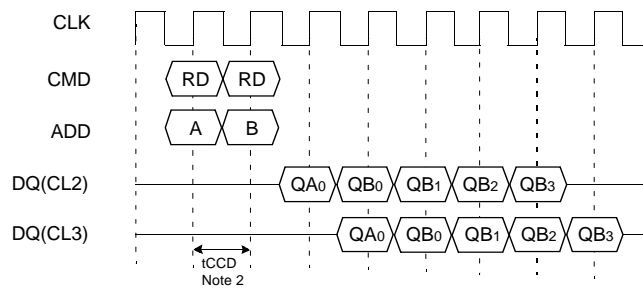 CLK
CMD RD RD
ADD A B
DQ(CL2) QA0 QB0 QB1 QB2 QB3
DQ(CL3) QA0 QB0 QB1 QB2 QB3
tCCD
Note 2